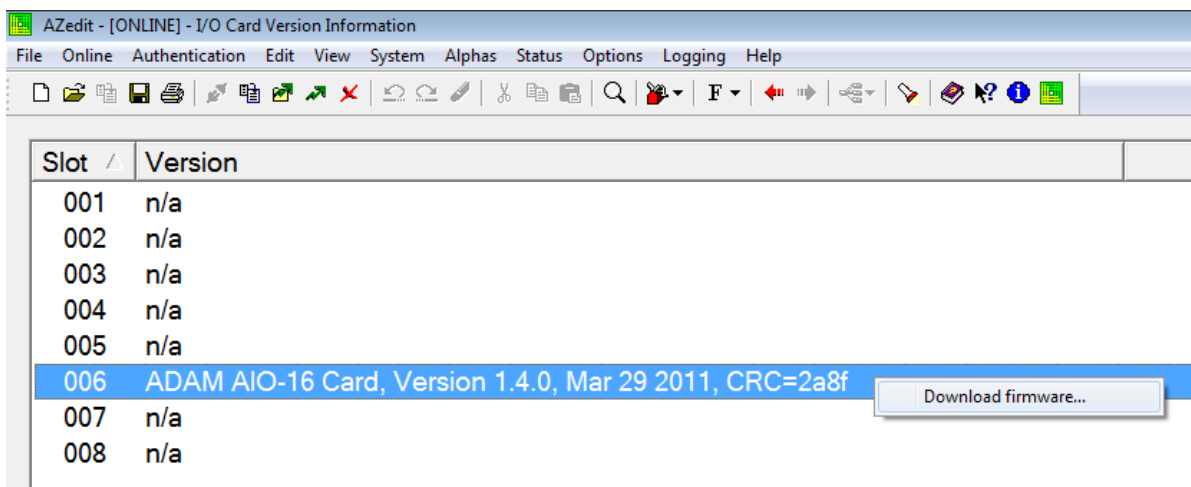 AZedit - [ONLINE] - I/O Card Version Information
File Online Authentication Edit View System Alphas Status Options Logging Help
F
Slot Version
001 n/a
002 n/a
003 n/a
004 n/a
005 n/a
006 ADAM AIO-16 Card, Version 1.4.0, Mar 29 2011, CRC=2a8f
Download firmware...
007 n/a
008 n/a